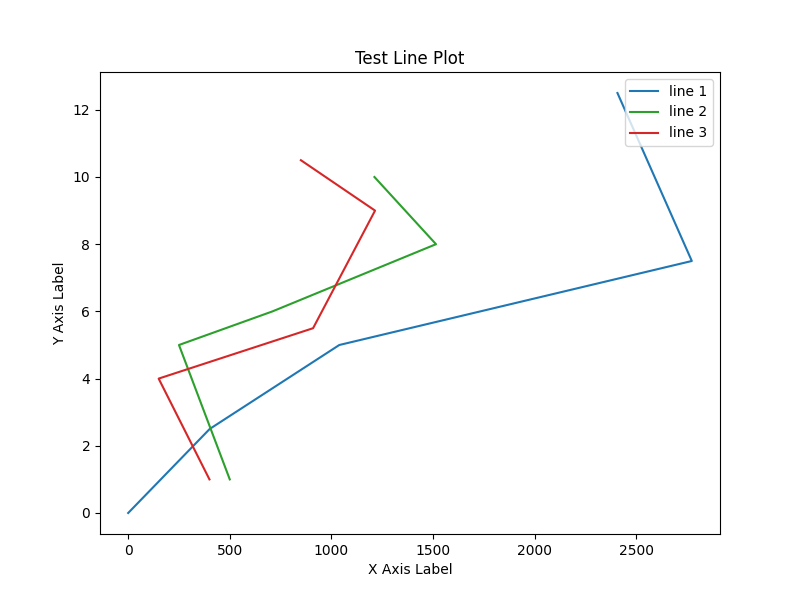 Test Line Plot
line 1
line 2
line 3
Y Axis Label
12
10
8
6
4
2
0
0 500 1000 1500 2000 2500
X Axis Label